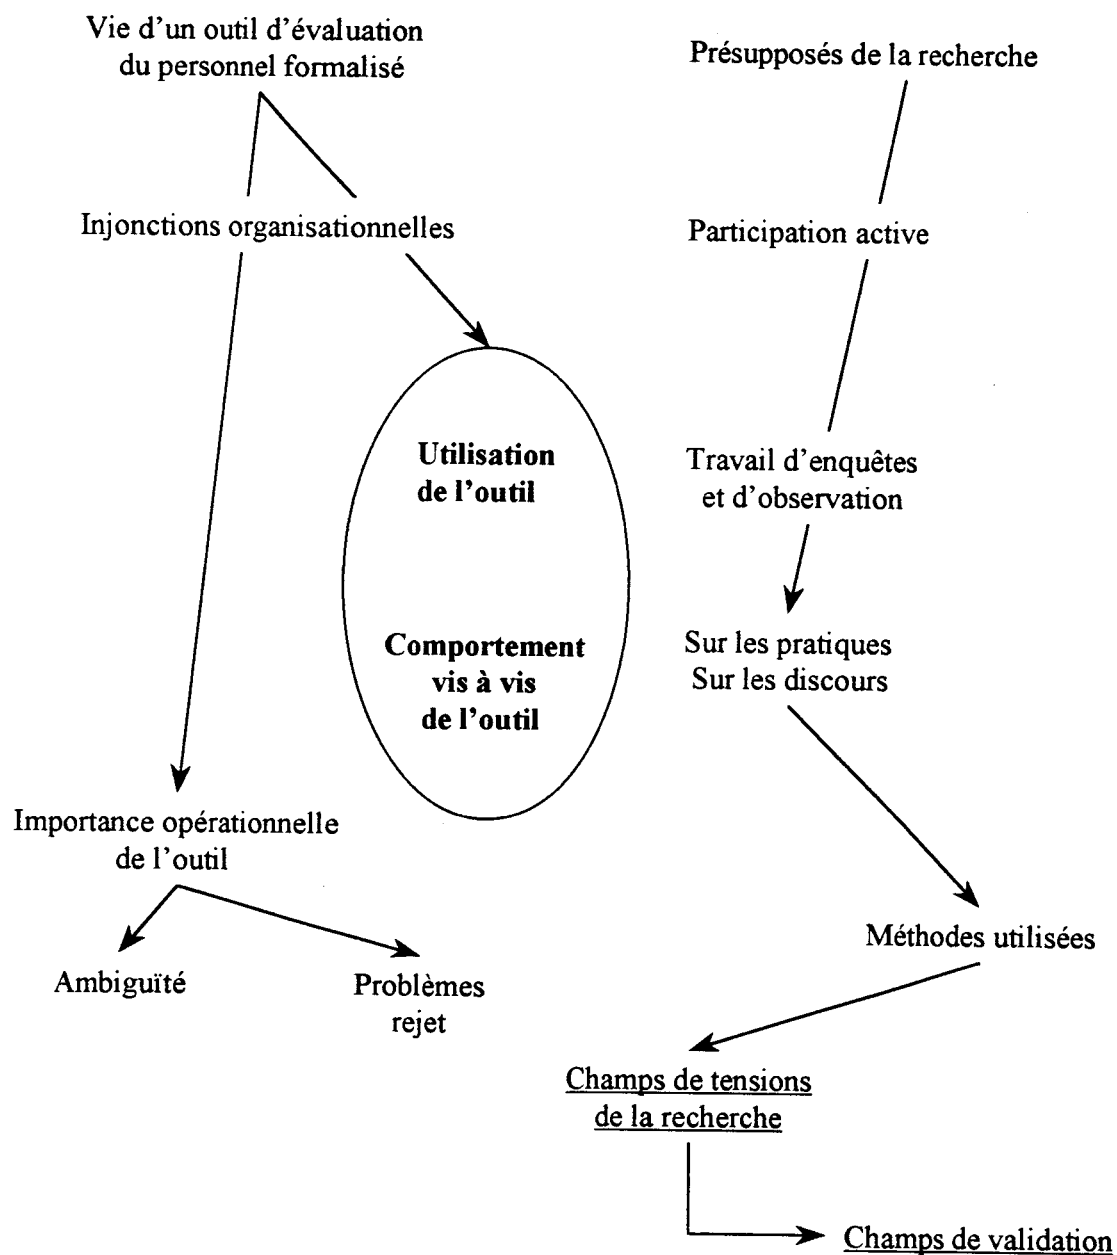 Vie d'un outil d'évaluation
du personnel formalisé
Présupposés de la recherche
Injonctions organisationnelles
Participation active
Utilisation
de l'outil
Travail d'enquêtes
et d'observation
Comportement
vis à vis
de l'outil
Sur les pratiques
Sur les discours
Importance opérationnelle
de l'outil
Ambiguïté
Problèmes
rejet
Méthodes utilisées
Champs de tensions
de la recherche
Champs de validation